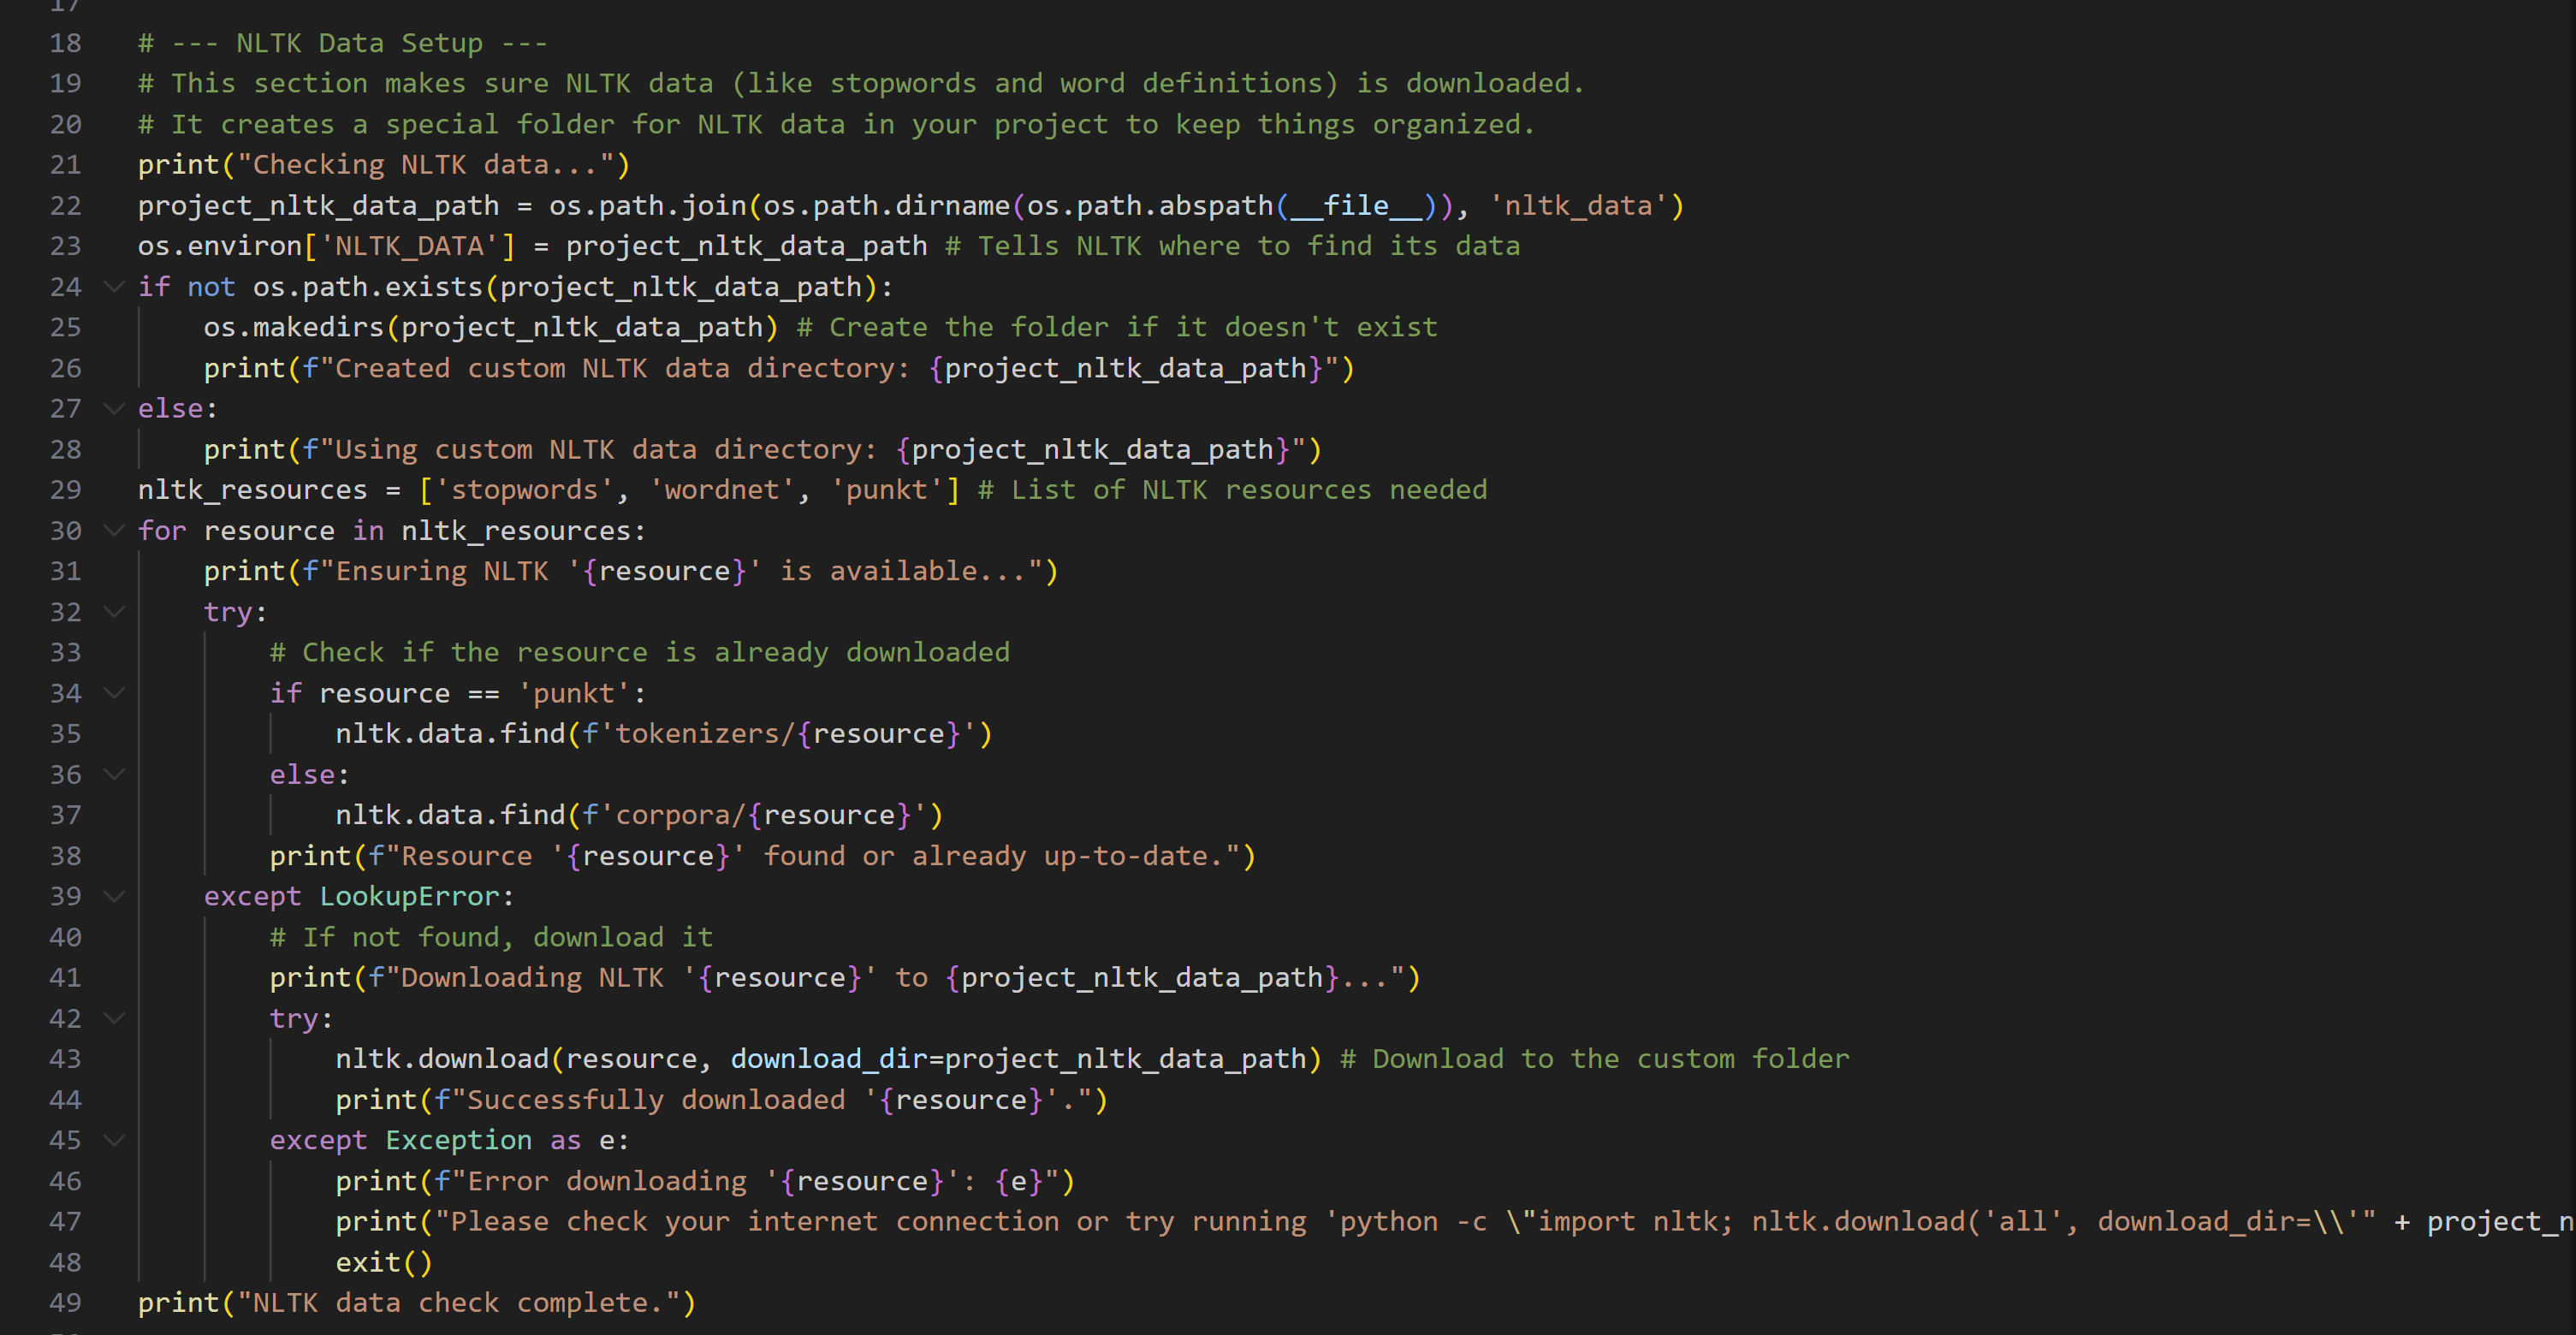 17
18 # --- NLTK Data Setup ---
19 # This section makes sure NLTK data (like stopwords and word definitions) is downloaded.
20 # It creates a special folder for NLTK data in your project to keep things organized.
21 print("Checking NLTK data...")
22 project_nltk_data_path = os.path.join(os.path.dirname(os.path.abspath(__file__)), 'nltk_data')
23 os.environ['NLTK_DATA'] = project_nltk_data_path # Tells NLTK where to find its data
24 if not os.path.exists(project_nltk_data_path):
25     os.makedirs(project_nltk_data_path) # Create the folder if it doesn't exist
26     print(f"Created custom NLTK data directory: {project_nltk_data_path}")
27 else:
28     print(f"Using custom NLTK data directory: {project_nltk_data_path}")
29 nltk_resources = ['stopwords', 'wordnet', 'punkt'] # List of NLTK resources needed
30 for resource in nltk_resources:
31     print(f"Ensuring NLTK '{resource}' is available...")
32     try:
33         # Check if the resource is already downloaded
34         if resource == 'punkt':
35             nltk.data.find(f'tokenizers/{resource}')
36         else:
37             nltk.data.find(f'corpora/{resource}')
38         print(f"Resource '{resource}' found or already up-to-date.")
39     except LookupError:
40         # If not found, download it
41         print(f"Downloading NLTK '{resource}' to {project_nltk_data_path}...")
42         try:
43             nltk.download(resource, download_dir=project_nltk_data_path) # Download to the custom folder
44             print(f"Successfully downloaded '{resource}'.")
45         except Exception as e:
46             print(f"Error downloading '{resource}': {e}")
47             print("Please check your internet connection or try running 'python -c \"import nltk; nltk.download('all', download_dir=\\'" + project_n
48             exit()
49 print("NLTK data check complete.")